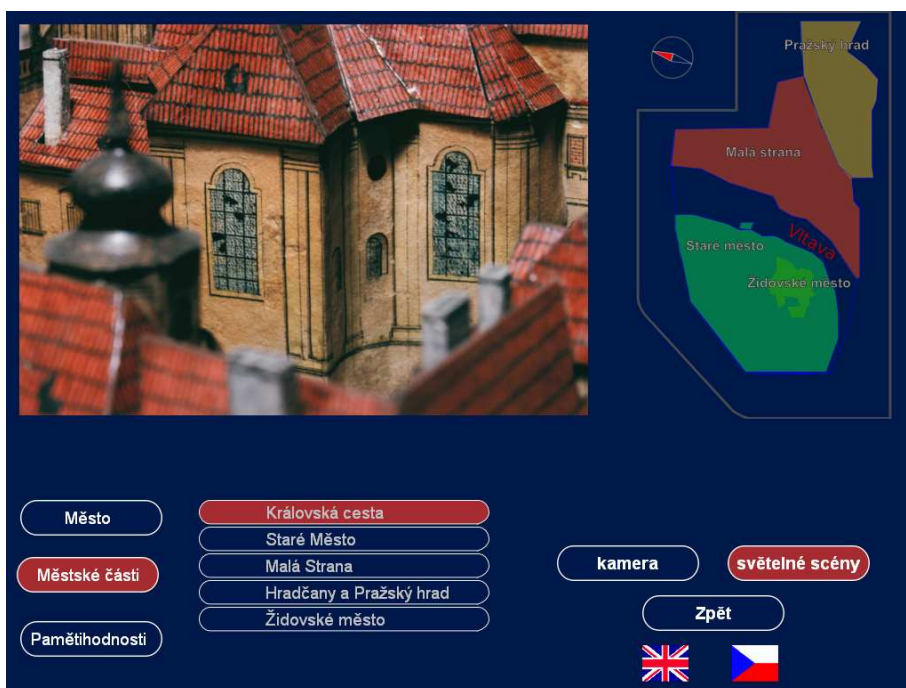 Pražský hrad
Mala strana
Vltava
Staré město
Židovské město
Město
Městské části
Pamětihodnosti
Královská cesta
Staré Město
Malá Strana
Hradčany a Pražský hrad
Židovské město
kamera
světelné scény
Zpět